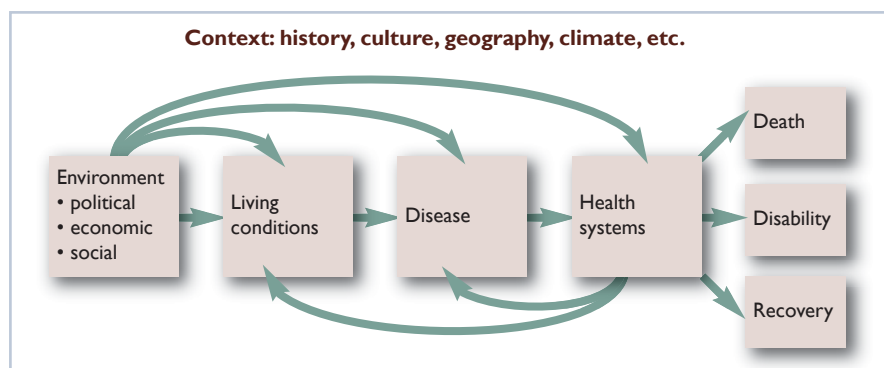 Context: history, culture, geography, climate, etc.
Environment
• political
• economic
• social
Living
conditions
Disease
Health
systems
Death
Disability
Recovery